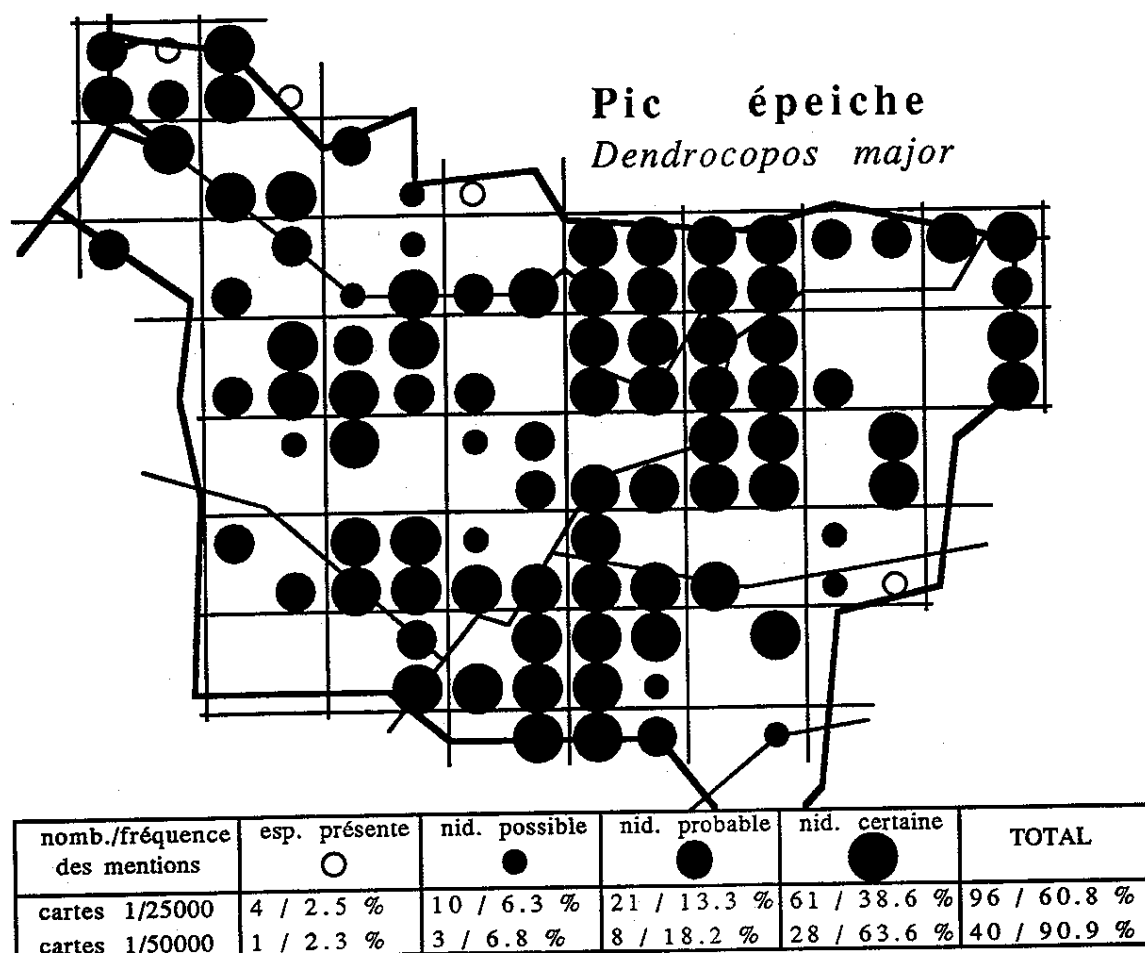 Pic épeiche
Dendrocopos major
nomb./fréquence des mentions esp. présente nid. possible nid. probable nid. certaine TOTAL
cartes 1/25000 4 / 2.5 % 10 / 6.3 % 21 / 13.3 % 61 / 38.6 % 96 / 60.8 %
cartes 1/50000 1 / 2.3 % 3 / 6.8 % 8 / 18.2 % 28 / 63.6 % 40 / 90.9 %